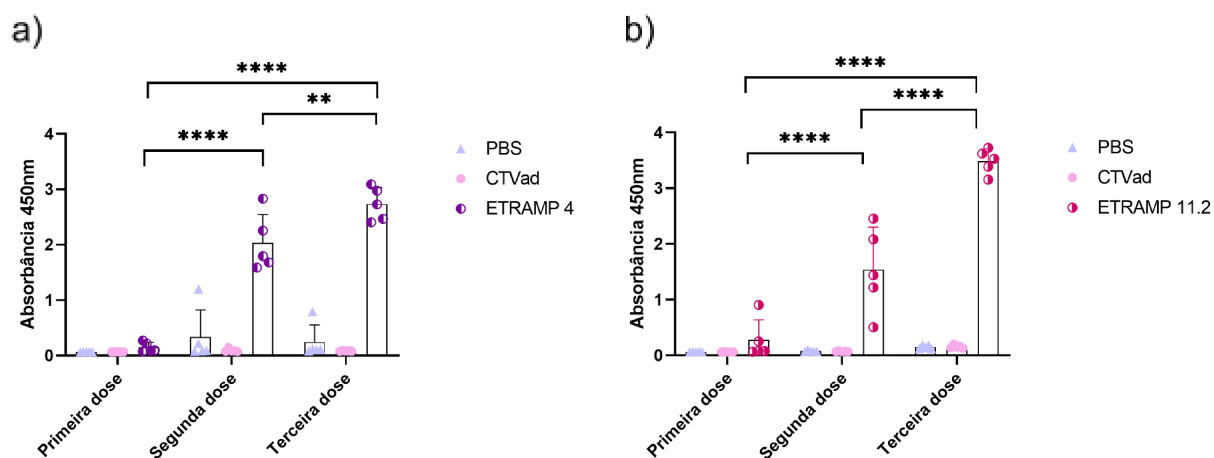 a)
****
**
****
4
3
2
1
0
Absorbância 450nm
Primeira dose
Segunda dose
Terceira dose
PBS
CTVad
ETRAMP 4
b)
****
****
****
4
3
2
1
0
Absorbância 450nm
Primeira dose
Segunda dose
Terceira dose
PBS
CTVad
ETRAMP 11.2